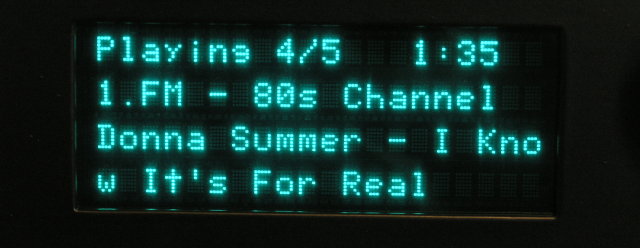 Playing 4/5 1:35
1.FM - 80s Channel
Donna Summer - I Kno
w It's For Real